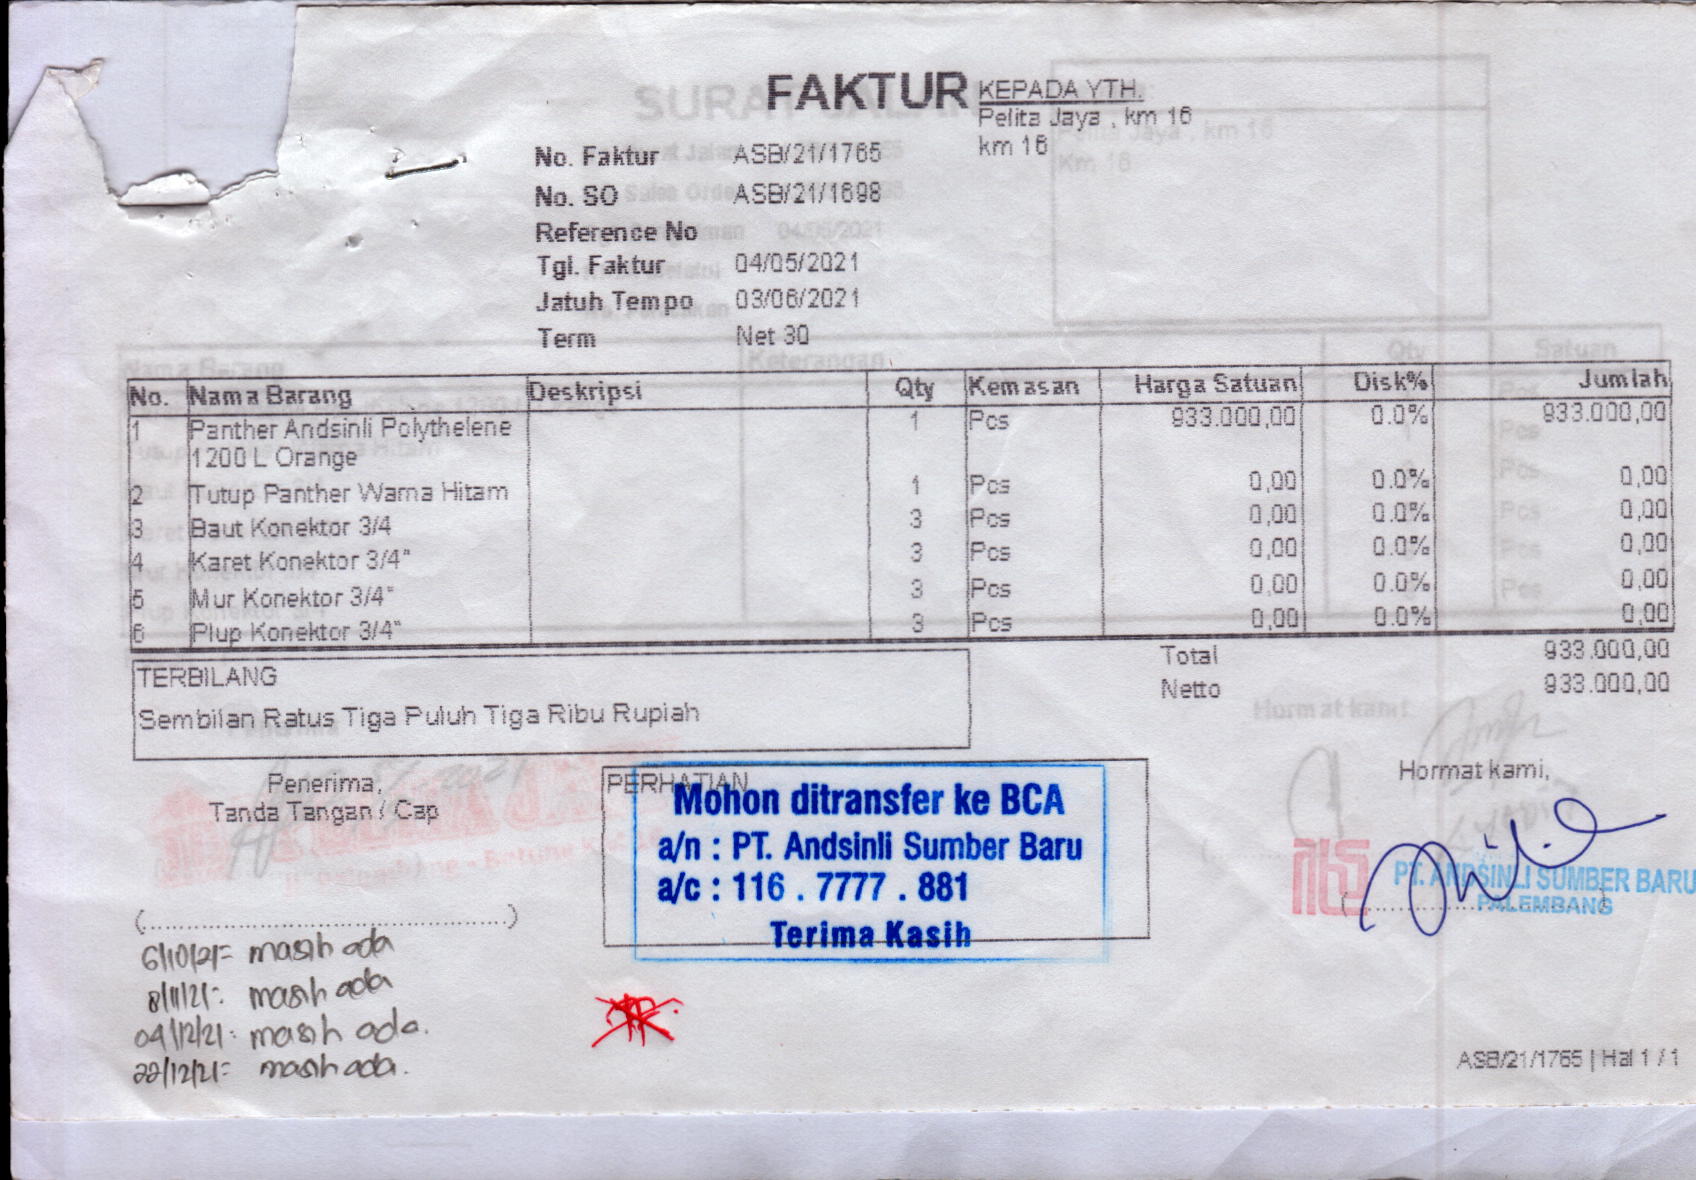 FAKTUR
KEPADA YTH.
Pelita Jaya , km 16
km 16
No. Faktur ASB/21/1765
No. SO ASB/21/1698
Reference No
Tgl. Faktur 04/05/2021
Jatuh Tempo 03/06/2021
Term Net 30
No. Nama Barang Deskripsi Qty Kemasan Harga Satuan Disk% Jumlah
1 Panther Andsinli Polythelene 1 Pcs 933.000,00 0.0% 933.000,00
1200 L Orange
2 Tutup Panther Warna Hitam 1 Pcs 0,00 0.0% 0,00
3 Baut Konektor 3/4 3 Pcs 0,00 0.0% 0,00
4 Karet Konektor 3/4" 3 Pcs 0,00 0.0% 0,00
5 Mur Konektor 3/4" 3 Pcs 0,00 0.0% 0,00
6 Plup Konektor 3/4" 3 Pcs 0,00 0.0% 0,00
Total 933.000,00
Netto 933.000,00
TERBILANG
Sembilan Ratus Tiga Puluh Tiga Ribu Rupiah
Penerima,
Tanda Tangan / Cap
(.....................................................)
PERHATIAN
Mohon ditransfer ke BCA
a/n : PT. Andsinli Sumber Baru
a/c : 116 . 7777 . 881
Terima Kasih
Hormat kami,
PT. ANDSINLI SUMBER BARU
PALEMBANG
6/10/21= masih ada
8/11/21: masih ada
04/12/21: masih ada.
22/12/21= masih ada.
ASB/21/1765 | Hal 1 / 1